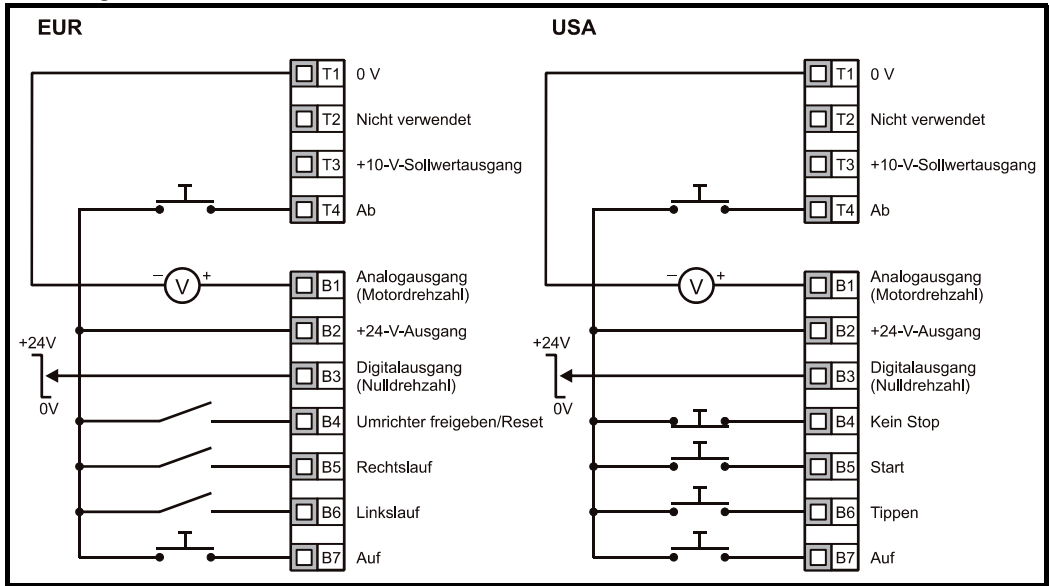 EUR
T1 0 V
T2 Nicht verwendet
T3 +10-V-Sollwertausgang
T4 Ab
– V +
B1 Analogausgang
(Motordrehzahl)
B2 +24-V-Ausgang
+24V
B3 Digitalausgang
(Nulldrehzahl)
0V
B4 Umrichter freigeben/Reset
B5 Rechtslauf
B6 Linkslauf
B7 Auf
USA
T1 0 V
T2 Nicht verwendet
T3 +10-V-Sollwertausgang
T4 Ab
– V +
B1 Analogausgang
(Motordrehzahl)
B2 +24-V-Ausgang
+24V
B3 Digitalausgang
(Nulldrehzahl)
0V
B4 Kein Stop
B5 Start
B6 Tippen
B7 Auf